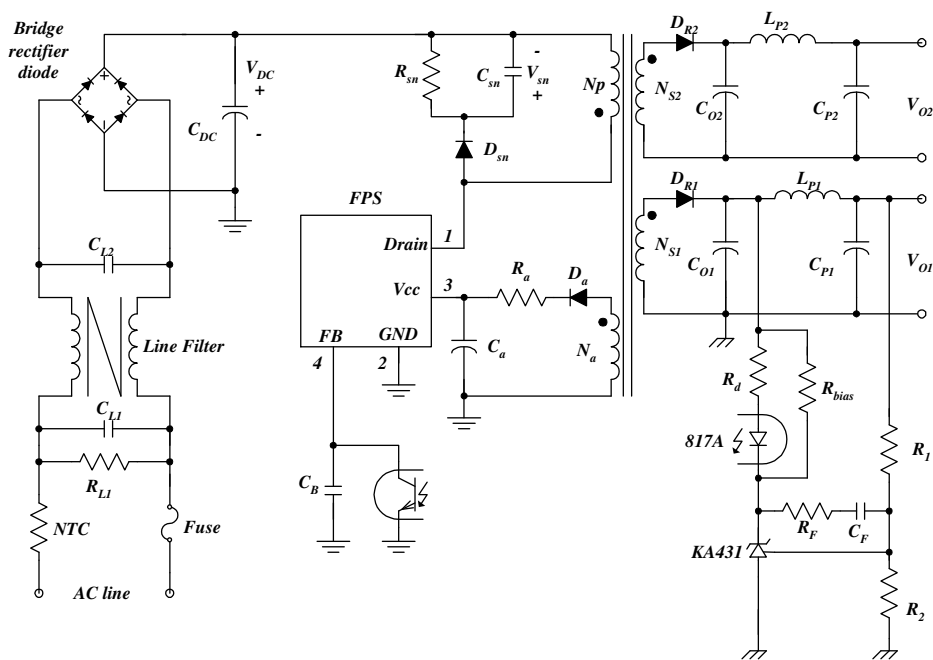 Bridge
rectifier
diode
+
~
~
-
V_DC
+
C_DC
-
R_sn
C_sn
-
V_sn
+
D_sn
Np
D_R2
L_P2
N_S2
C_O2
C_P2
V_O2
D_R1
L_P1
N_S1
C_O1
C_P1
V_O1
FPS
Drain
1
Vcc
3
FB
4
GND
2
R_a
D_a
C_a
N_a
C_L2
Line Filter
C_L1
R_L1
NTC
Fuse
AC line
C_B
R_d
R_bias
817A
R_1
R_F
C_F
KA431
R_2